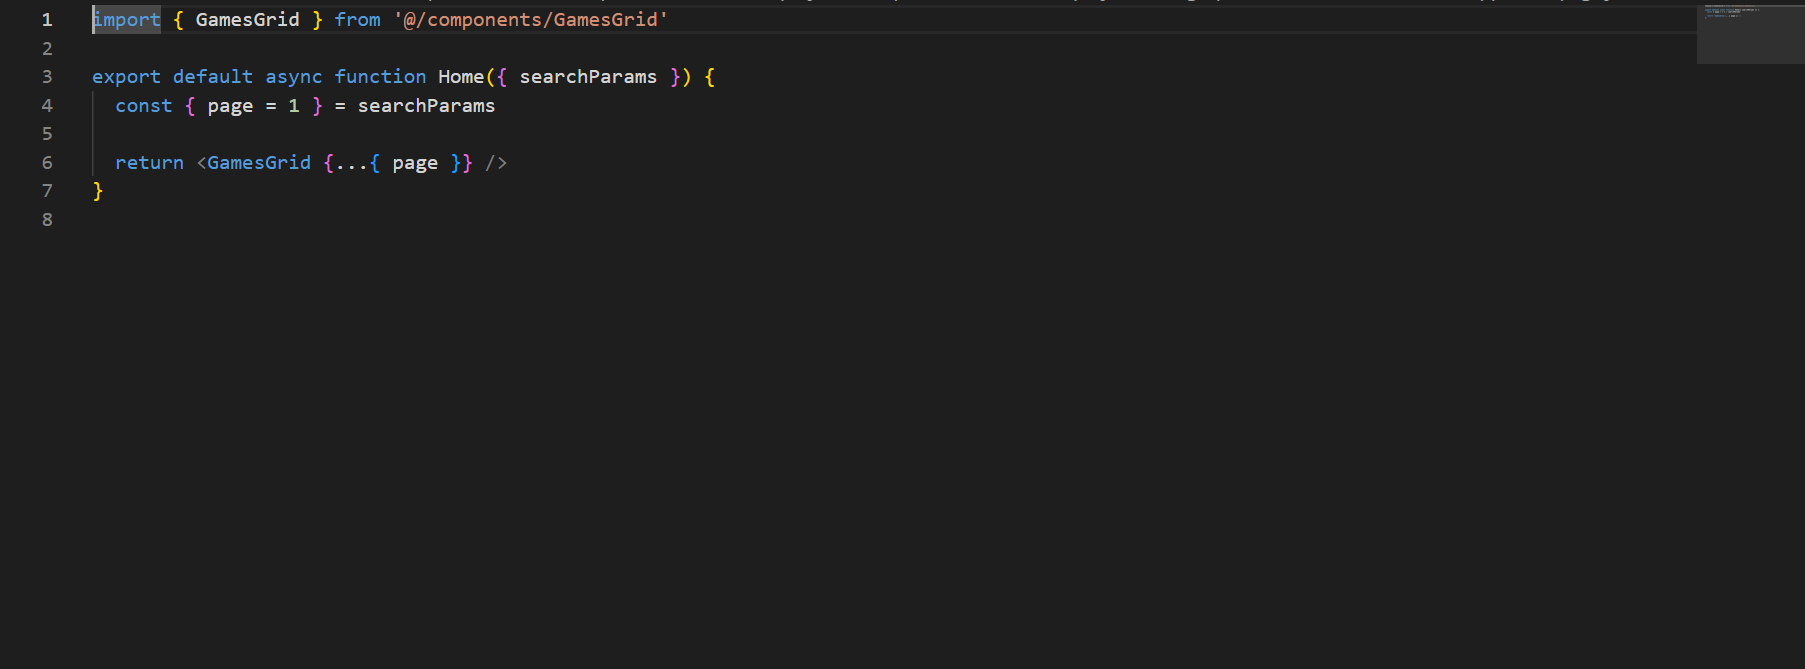 1 import { GamesGrid } from '@/components/GamesGrid'
2
3 export default async function Home({ searchParams }) {
4 const { page = 1 } = searchParams
5
6 return <GamesGrid {...{ page }} />
7 }
8